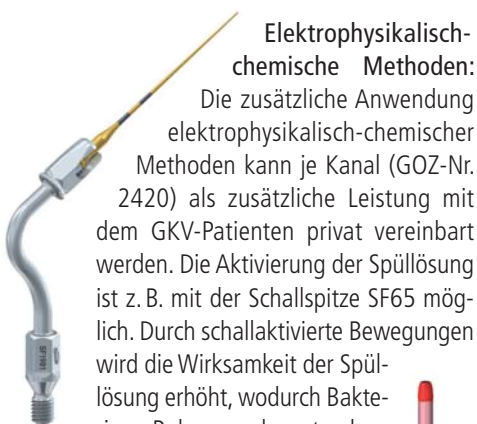 Elektrophysikalisch-
chemische Methoden:
Die zusätzliche Anwendung
elektrophysikalisch-chemischer
Methoden kann je Kanal (GOZ-Nr.
2420) als zusätzliche Leistung mit
dem GKV-Patienten privat vereinbart
werden. Die Aktivierung der Spüllösung
ist z. B. mit der Schallspitze SF65 mög-
lich. Durch schallaktivierte Bewegungen
wird die Wirksamkeit der Spül-
lösung erhöht, wodurch Bakte-